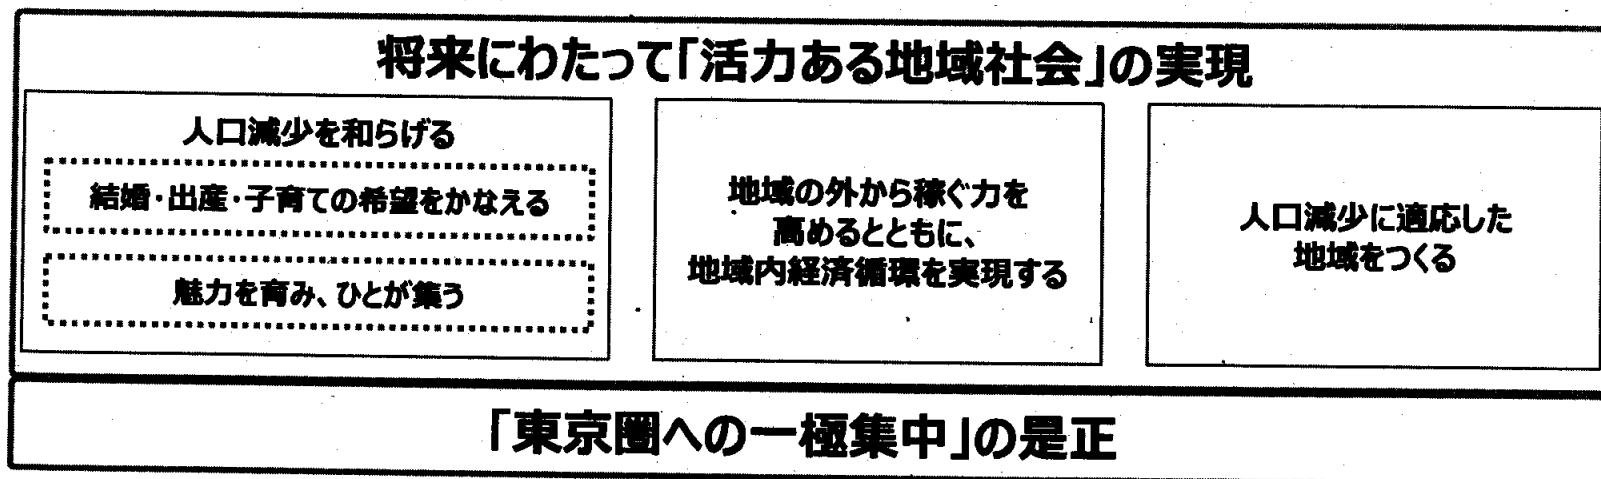 将来にわたって「活力ある地域社会」の実現
人口減少を和らげる
結婚・出産・子育ての希望をかなえる
魅力を育み、ひとが集う
地域の外から稼ぐ力を
高めるとともに、
地域内経済循環を実現する
人口減少に適応した
地域をつくる
「東京圏への一極集中」の是正